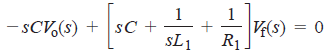 −sCV₀(s) + [sC + 1/(sL₁) + 1/R₁]V_f(s) = 0